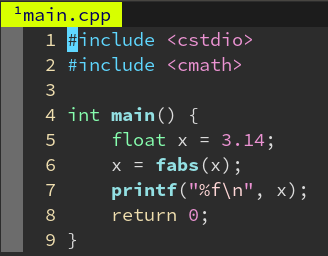 ¹main.cpp
1 #include <cstdio>
2 #include <cmath>
3
4 int main() {
5     float x = 3.14;
6     x = fabs(x);
7     printf("%f\n", x);
8     return 0;
9 }